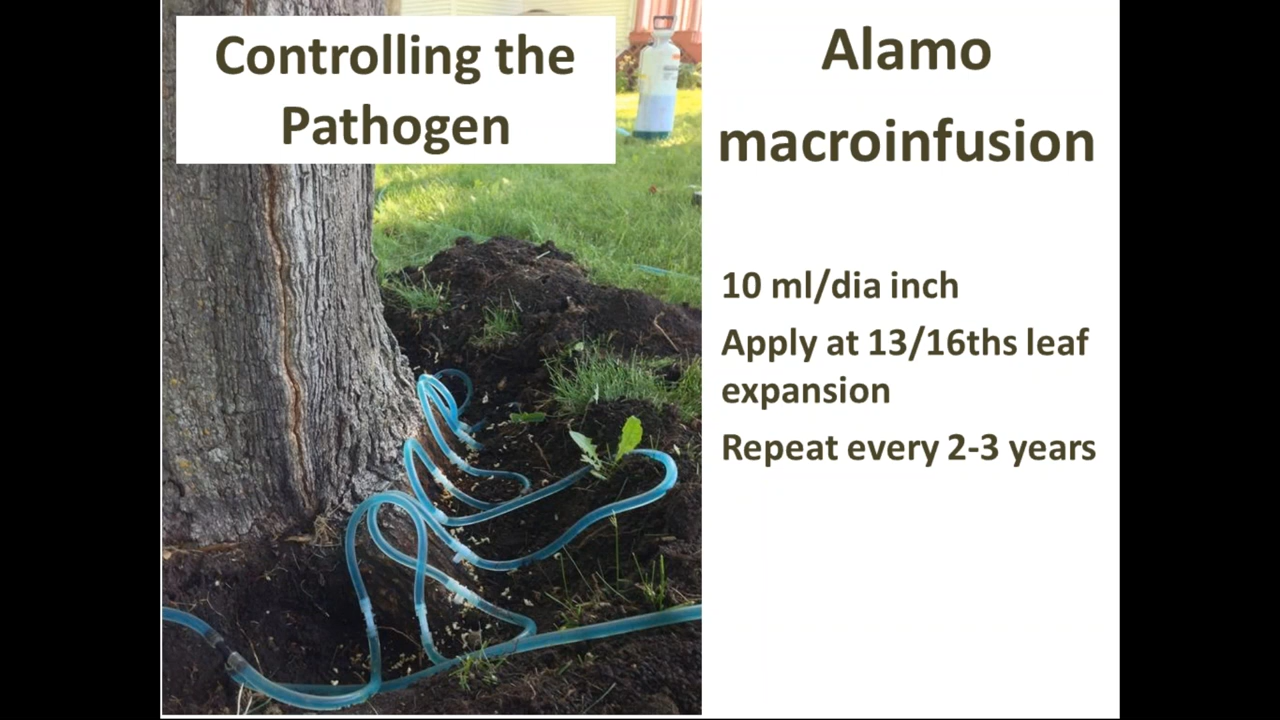 Controlling the
Pathogen
Alamo
macroinfusion
10 ml/dia inch
Apply at 13/16ths leaf
expansion
Repeat every 2-3 years